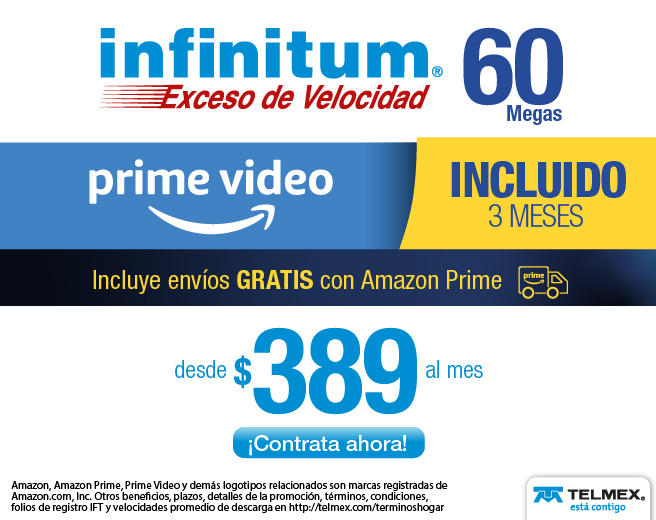 infinitum®
Exceso de Velocidad
60
Megas
prime video
INCLUIDO
3 MESES
Incluye envíos GRATIS con Amazon Prime
prime
desde $389 al mes
¡Contrata ahora!
Amazon, Amazon Prime, Prime Video y demás logotipos relacionados son marcas registradas de
Amazon.com, Inc. Otros beneficios, plazos, detalles de la promoción, términos, condiciones,
folios de registro IFT y velocidades promedio de descarga en http://telmex.com/terminoshogar
TELMEX®
está contigo